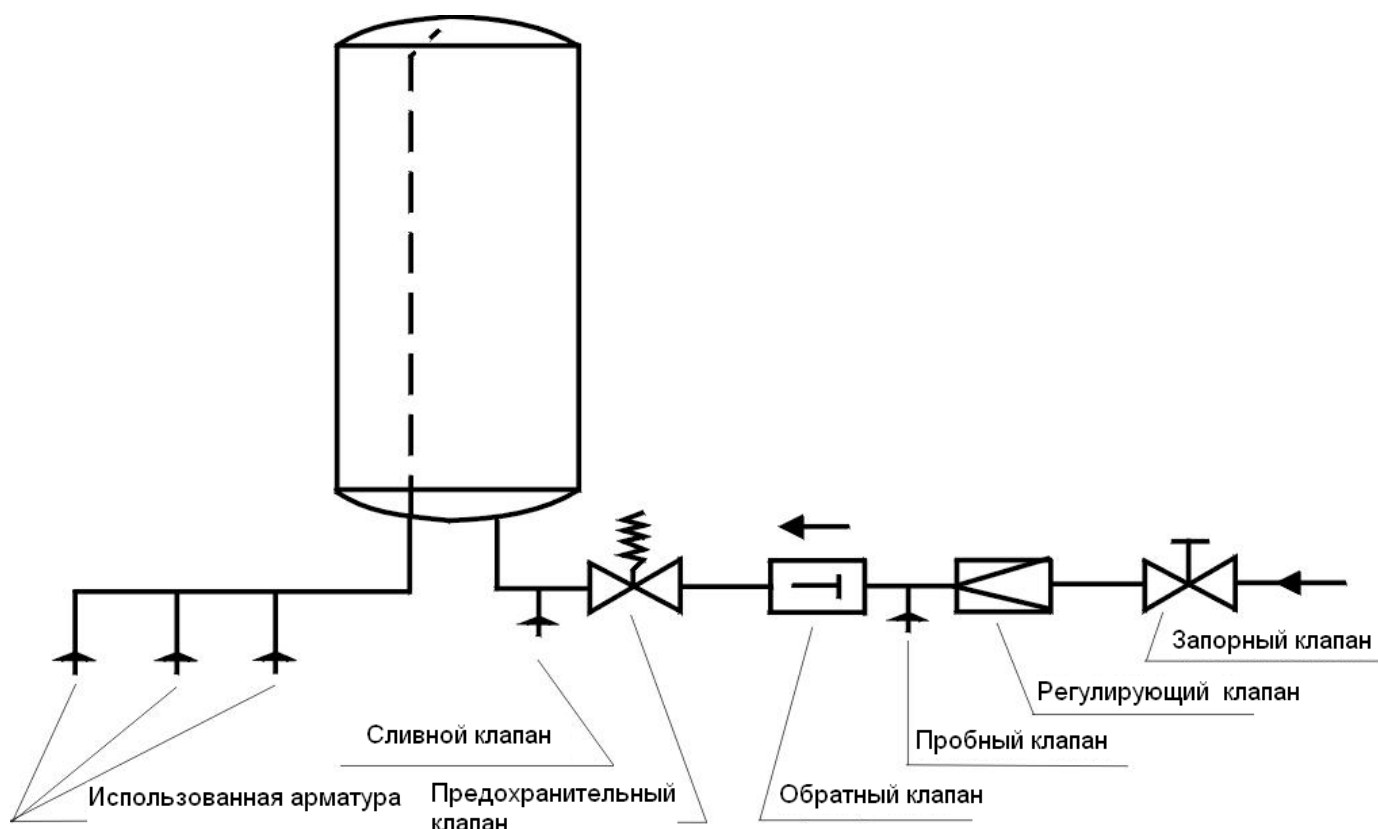 Запорный клапан
Регулирующий клапан
Сливной клапан
Пробный клапан
Использованная арматура
Предохранительный
клапан
Обратный клапан